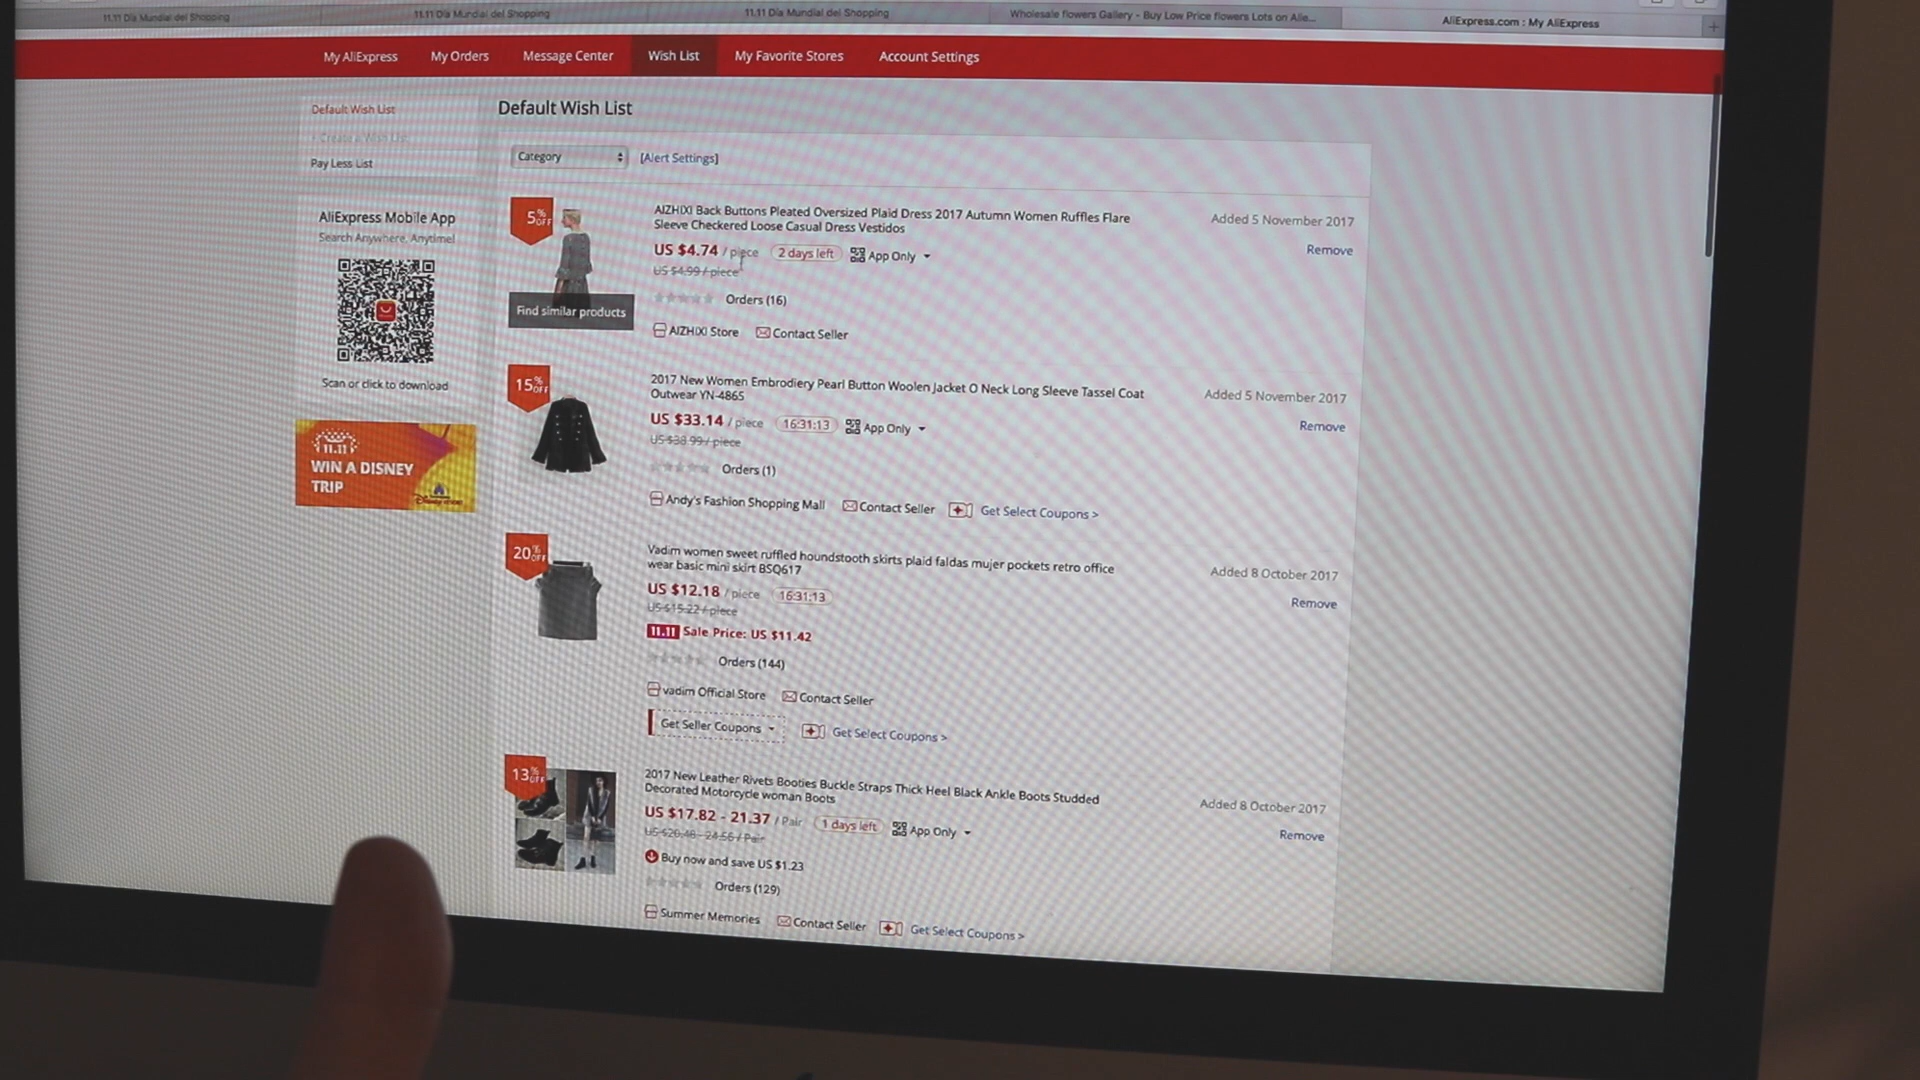 11.11 Día Mundial del Shopping
11.11 Día Mundial del Shopping
11.11 Día Mundial del Shopping
Wholesale flowers Gallery - Buy Low Price flowers Lots on Alie...
AliExpress.com : My AliExpress
My AliExpress
My Orders
Message Center
Wish List
My Favorite Stores
Account Settings
Default Wish List
+ Create a Wish List
Pay Less List
AliExpress Mobile App
Search Anywhere, Anytime!
Scan or click to download
11.11
WIN A DISNEY
TRIP
Default Wish List
Category
[Alert Settings]
5% OFF
Find similar products
AIZHIXI Back Buttons Pleated Oversized Plaid Dress 2017 Autumn Women Ruffles Flare
Sleeve Checkered Loose Casual Dress Vestidos
US $4.74 / piece 2 days left App Only
US $4.99 / piece
Orders (16)
AIZHIXI Store Contact Seller
Added 5 November 2017
Remove
15% OFF
2017 New Women Embrodiery Pearl Button Woolen Jacket O Neck Long Sleeve Tassel Coat
Outwear YN-4865
US $33.14 / piece 16:31:13 App Only
US $38.99 / piece
Orders (1)
Andy's Fashion Shopping Mall Contact Seller Get Select Coupons >
Added 5 November 2017
Remove
20% OFF
Vadim women sweet ruffled houndstooth skirts plaid faldas mujer pockets retro office
wear basic mini skirt BSQ617
US $12.18 / piece 16:31:13
US $15.22 / piece
11.11 Sale Price: US $11.42
Orders (144)
vadim Official Store Contact Seller
Get Seller Coupons Get Select Coupons >
Added 8 October 2017
Remove
13% OFF
2017 New Leather Rivets Booties Buckle Straps Thick Heel Black Ankle Boots Studded
Decorated Motorcycle woman Boots
US $17.82 - 21.37 / Pair 1 days left App Only
US $20.48 - 24.56 / Pair
Buy now and save US $1.23
Orders (129)
Summer Memories Contact Seller Get Select Coupons >
Added 8 October 2017
Remove